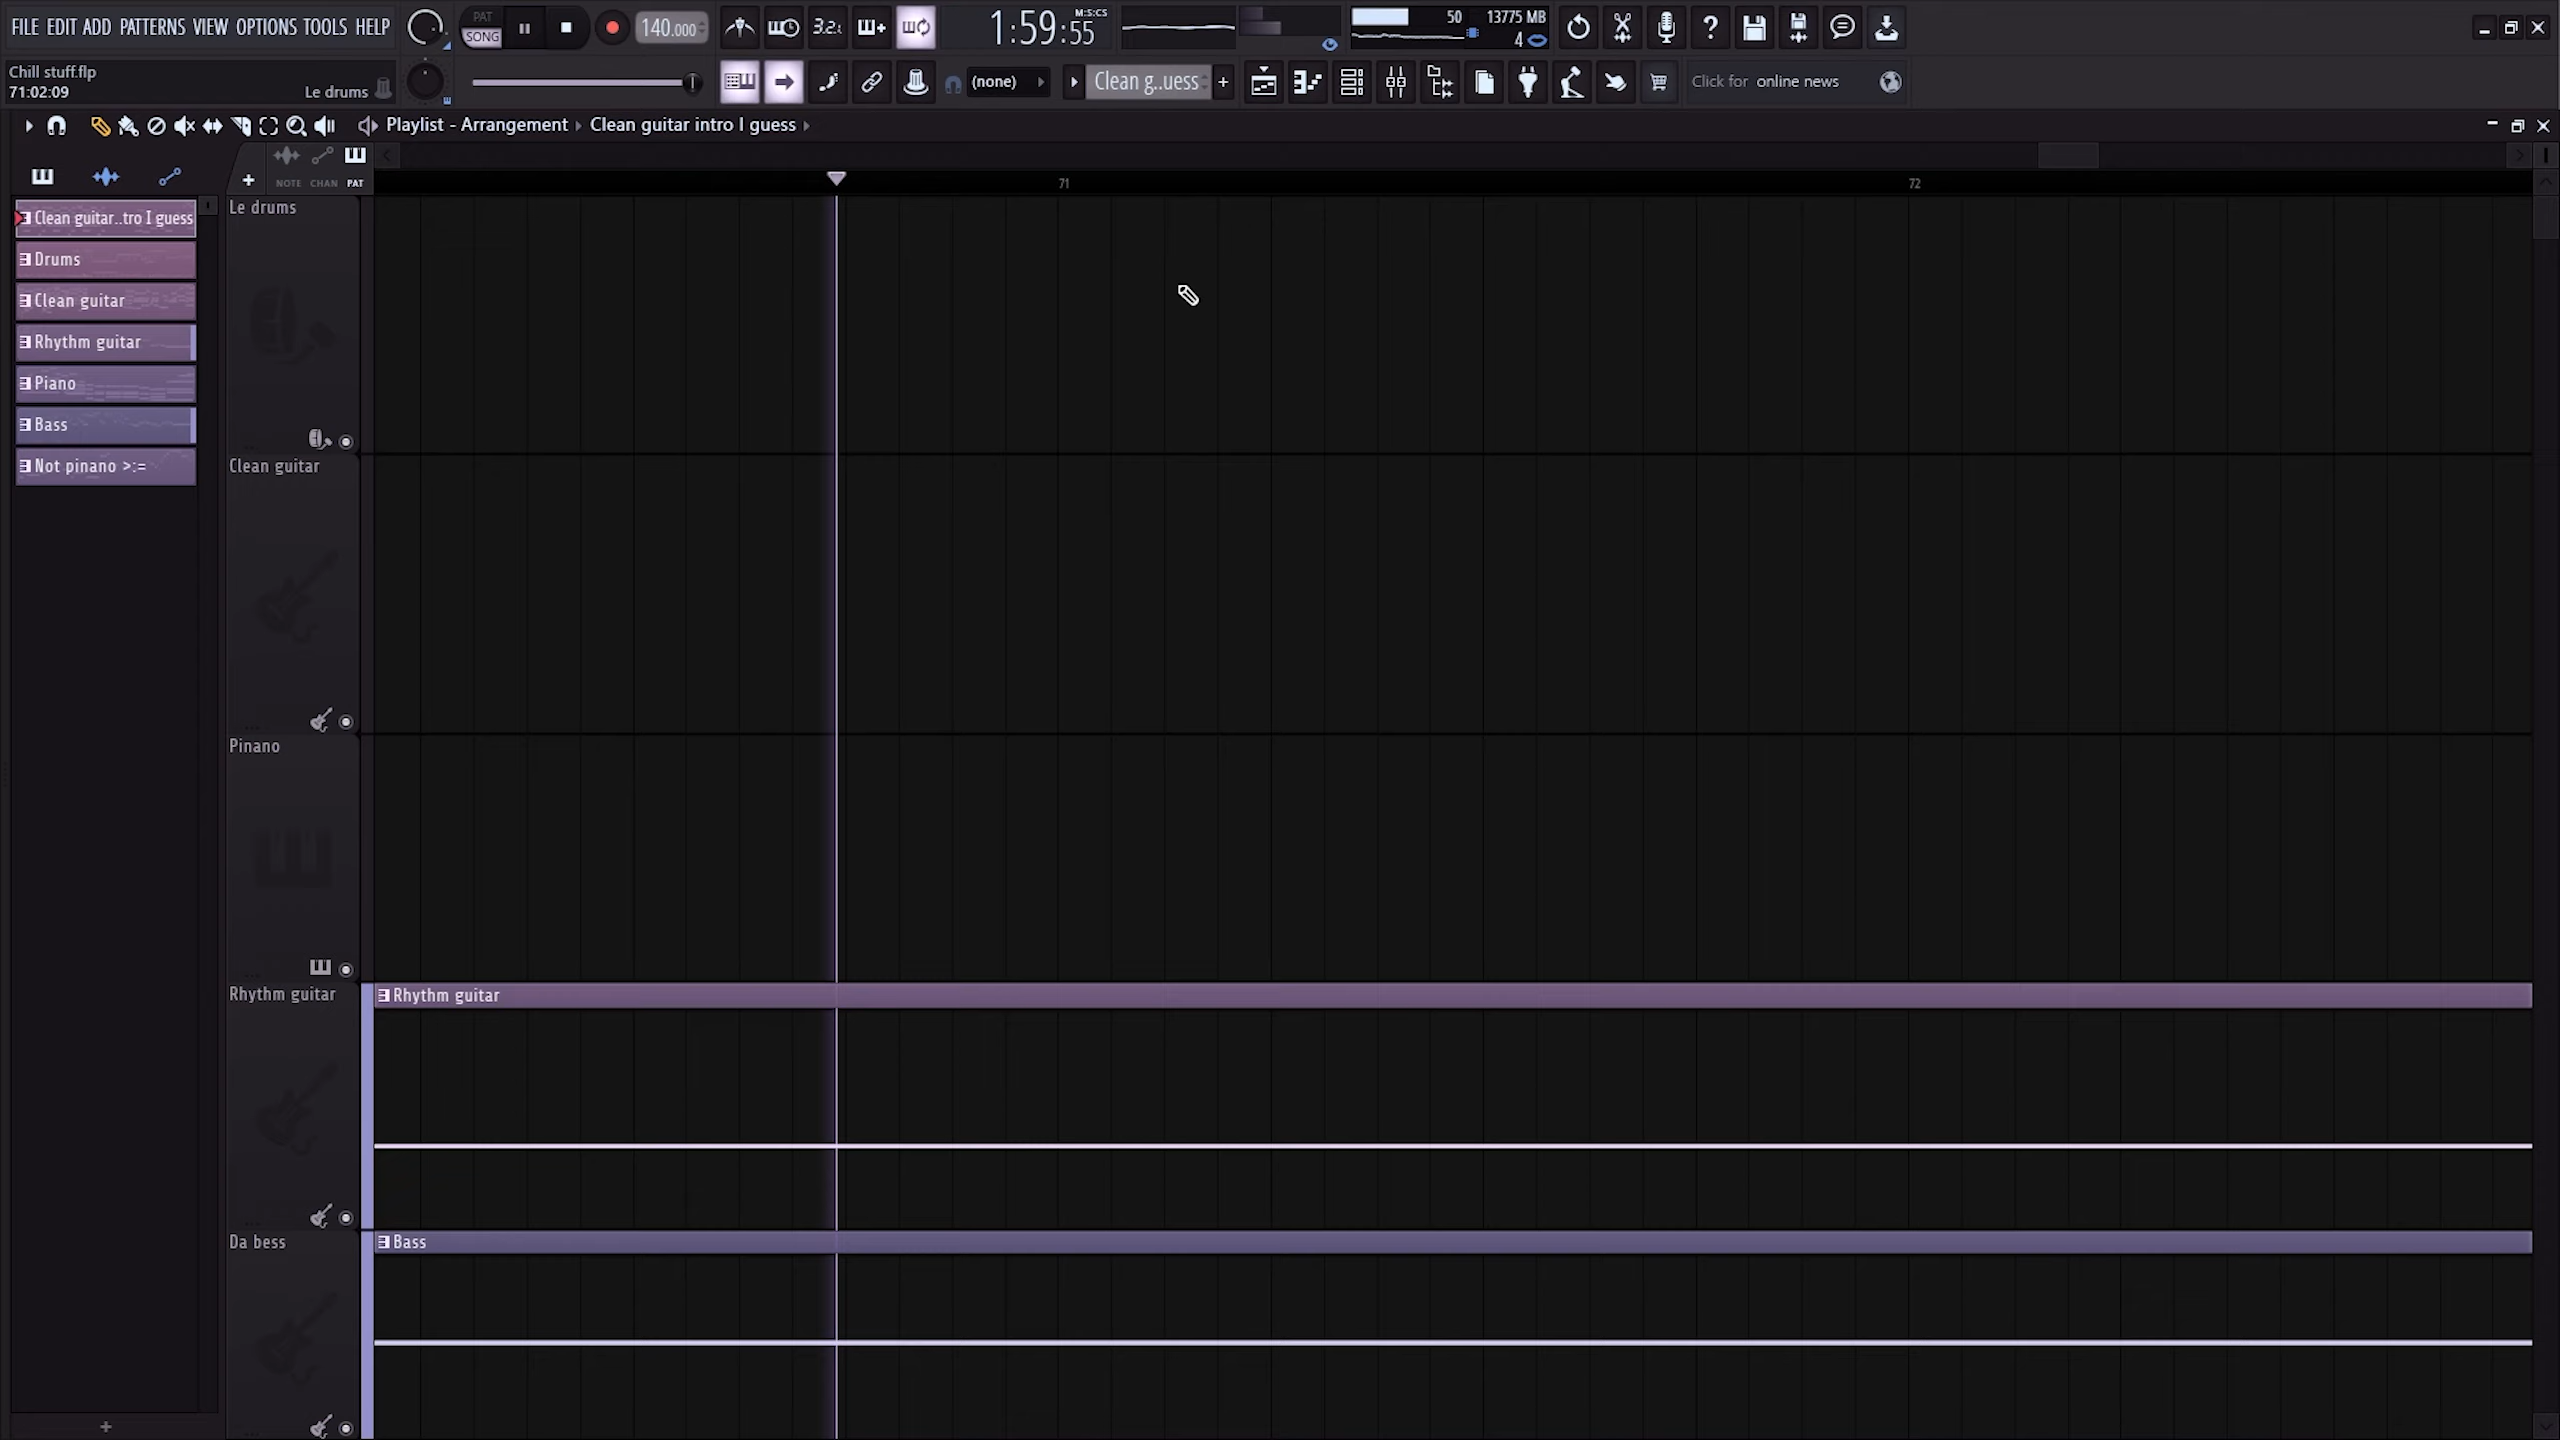 FILE EDIT ADD PATTERNS VIEW OPTIONS TOOLS HELP
PAT
SONG
140.000
3.2.ı
1:59:55
M:S:CS
50
13775 MB
4
Chill stuff.flp
71:02:09
Le drums
(none)
Clean g..uess
+
Click for online news
Playlist - Arrangement
Clean guitar intro I guess
NOTE CHAN PAT
71
72
Clean guitar..tro I guess
Drums
Clean guitar
Rhythm guitar
Piano
Bass
Not pinano >:=
+
Le drums
Clean guitar
Pinano
Rhythm guitar
Da bess
Rhythm guitar
Bass